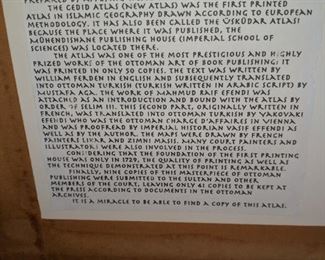 THE CEDID ATLAS (NEW ATLAS) WAS THE FIRST PRINTED
ATLAS IN ISLAMIC GEOGRAPHY DRAWN ACCORDING TO EUROPEAN
METHODOLOGY. IT HAS ALSO BEEN CALLED THE ÜSKÜDAR ATLAS!
BECAUSE THE PLACE WHERE IT WAS PUBLISHED, THE
MÜHENDISHANE PUBLISHING HOUSE (IMPERIAL SCHOOL OF
SCIENCES) WAS LOCATED THERE.
THE ATLAS WAS ONE OF THE MOST PRESTIGIOUS AND HIGHLY
PRIZED WORKS OF THE OTTOMAN ART OF BOOK PUBLISHING; IT
WAS PRINTED IN ONLY 50 COPIES. THE TEXT WAS WRITTEN BY
WILLIAM FERDEN IN ENGLISH AND SUBSEQUENTLY TRANSLATED
INTO OTTOMAN TURKISH (TURKISH WRITTEN IN ARABIC SCRIPT) BY
MUSTAFA AGA. THE WORK OF MAHMUD RAIF EFENDI WAS
ATTACHED AS AN INTRODUCTION AND BOUND WITH THE ATLAS BY
ORDER OF SELIM III. THIS SECOND PART, ORIGINALLY WRITTEN IN
FRENCH, WAS TRANSLATED INTO OTTOMAN TURKISH BY YAKOVAKI
EFENDI WHO WAS THE OTTOMAN CHARGE D'AFFAIRS IN VIENNA
AND WAS PROOFREAD BY IMPERIAL HISTORIAN VASIF EFFENDI AS
WELL AS BY THE AUTHOR. THE MAPS WERE DRAWN BY FRENCH
PAINTER AND ZIMNIS MASSI. MANY COURT PAINTERS AND
ILLUSTRATORS WERE ALSO INVOLVED IN THE PROCESS.
CONSIDERING THAT THE FOUNDATION OF THE FIRST PRINTING
HOUSE WAS ONLY IN 1729, THE QUALITY OF PRINTING AS WELL AS
THE TECHNIQUE DEMONSTRATED AT THIS POINT IS REMARKABLE.
FINALLY, NINE COPIES OF THIS MASTERPIECE OF OTTOMAN
PUBLISHING WERE SUBMITTED TO THE SULTAN AND OTHER
MEMBERS OF THE COURT, LEAVING ONLY 41 COPIES TO BE KEPT AT
THE PRESS ACCORDING TO DOCUMENTS IN THE OTTOMAN
ARCHIVES.
IT IS A MIRACLE TO BE ABLE TO FIND A COPY OF THIS ATLAS.